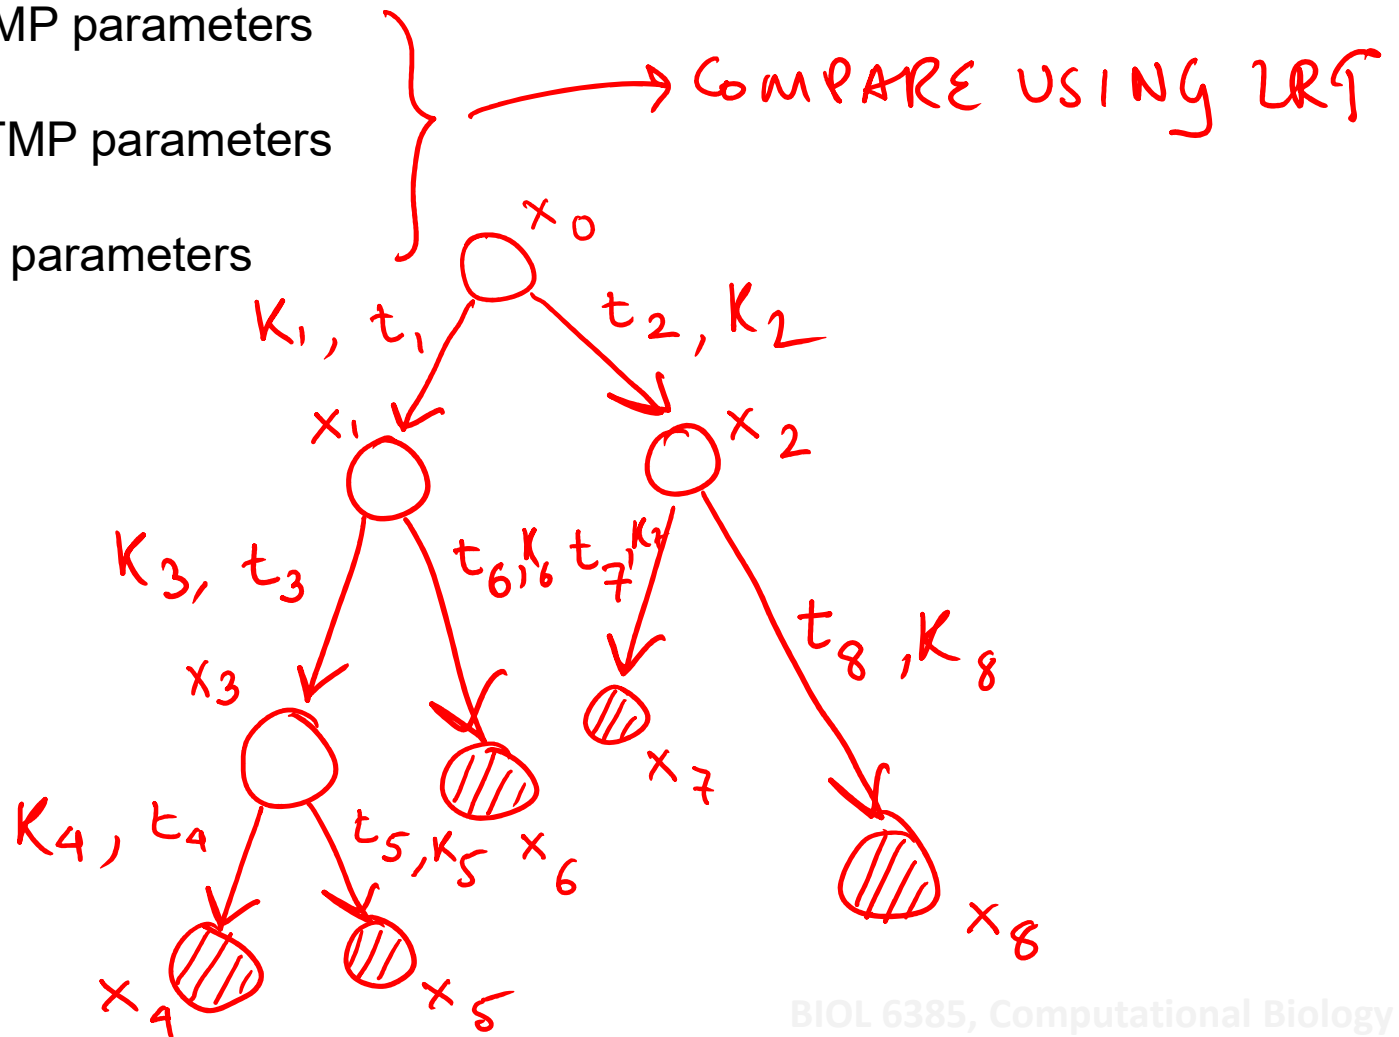 MP parameters
COMPARE USING LRT
TMP parameters
parameters
x0
K1, t1
t2, K2
x1
x2
K3, t3
t6, K6
t7, K7
t8, K8
x3
x7
K4, t4
t5, K5
x6
x8
x4
x5
BIOL 6385, Computational Biology